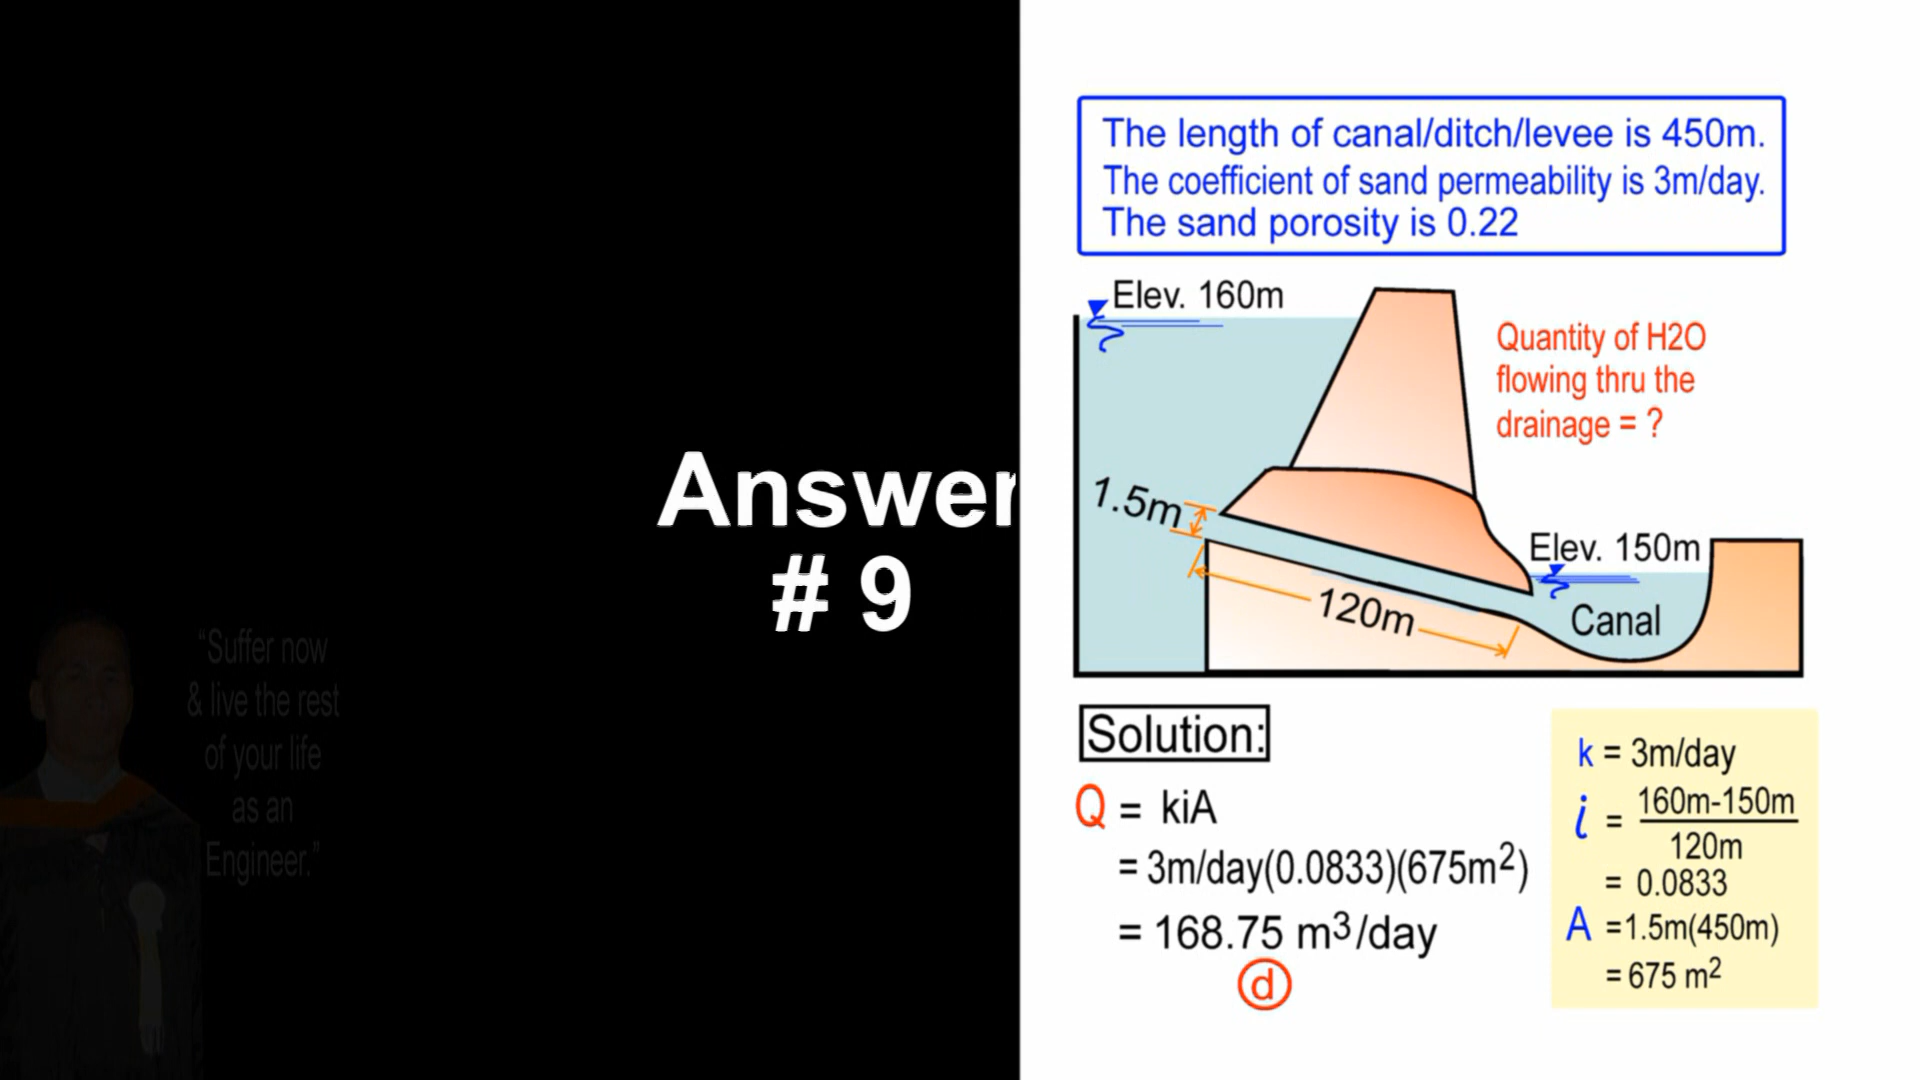 Answer
# 9
“Suffer now
& live the rest
of your life
as an
Engineer.”
The length of canal/ditch/levee is 450m.
The coefficient of sand permeability is 3m/day.
The sand porosity is 0.22
Elev. 160m
Quantity of H2O
flowing thru the
drainage = ?
1.5m
Elev. 150m
120m
Canal
Solution:
Q = kiA
= 3m/day(0.0833)(675m²)
= 168.75 m³/day
d
k = 3m/day
i = 160m-150m
120m
= 0.0833
A =1.5m(450m)
= 675 m²